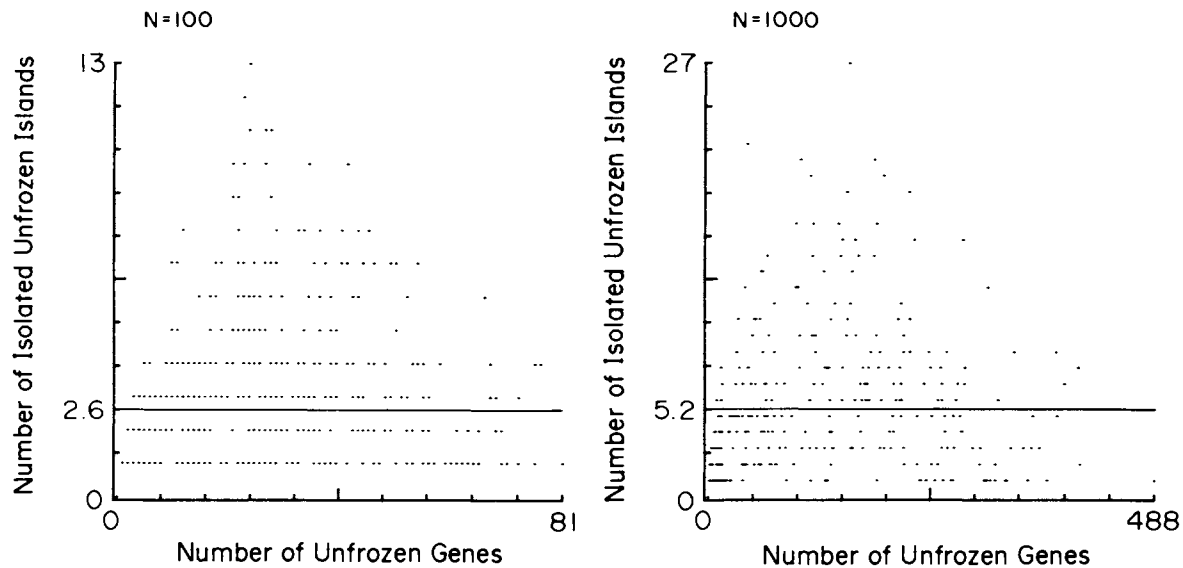 N=100
Number of Isolated Unfrozen Islands
13
2.6
0
0
81
Number of Unfrozen Genes
N=1000
Number of Isolated Unfrozen Islands
27
5.2
0
0
488
Number of Unfrozen Genes